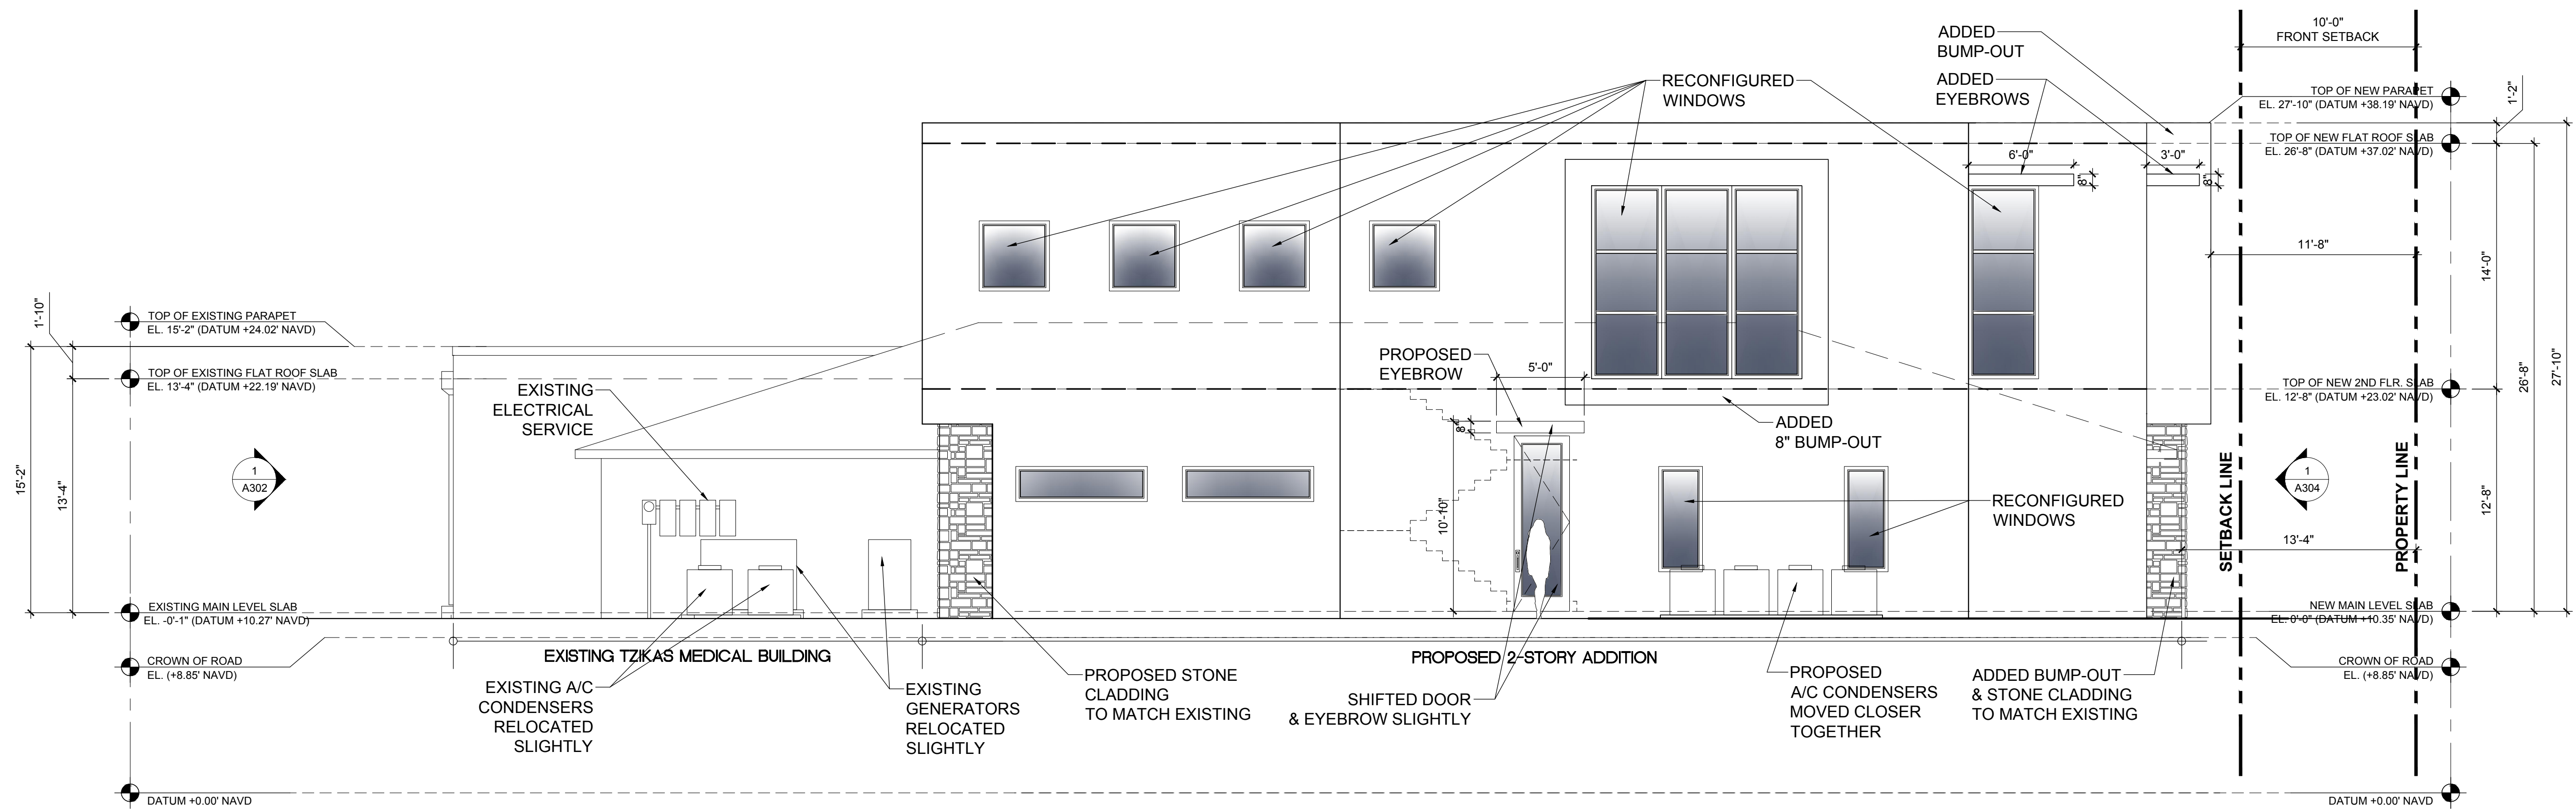 10'-0"
FRONT SETBACK
ADDED
BUMP-OUT
ADDED
EYEBROWS
RECONFIGURED
WINDOWS
TOP OF NEW PARAPET
EL. 27'-10" (DATUM +38.19' NAVD)
1'-2"
TOP OF NEW FLAT ROOF SLAB
EL. 26'-8" (DATUM +37.02' NAVD)
6'-0"
3'-0"
8"
8"
11'-8"
14'-0"
26'-8"
27'-10"
1'-10"
TOP OF EXISTING PARAPET
EL. 15'-2" (DATUM +24.02' NAVD)
TOP OF EXISTING FLAT ROOF SLAB
EL. 13'-4" (DATUM +22.19' NAVD)
EXISTING
ELECTRICAL
SERVICE
PROPOSED
EYEBROW
5'-0"
8"
ADDED
8" BUMP-OUT
TOP OF NEW 2ND FLR. SLAB
EL. 12'-8" (DATUM +23.02' NAVD)
15'-2"
13'-4"
1
A302
10'-10"
RECONFIGURED
WINDOWS
SETBACK LINE
1
A304
PROPERTY LINE
12'-8"
13'-4"
EXISTING MAIN LEVEL SLAB
EL. -0'-1" (DATUM +10.27' NAVD)
NEW MAIN LEVEL SLAB
EL. 0'-0" (DATUM +10.35' NAVD)
CROWN OF ROAD
EL. (+8.85' NAVD)
EXISTING TZIKAS MEDICAL BUILDING
PROPOSED 2-STORY ADDITION
CROWN OF ROAD
EL. (+8.85' NAVD)
EXISTING A/C
CONDENSERS
RELOCATED
SLIGHTLY
EXISTING
GENERATORS
RELOCATED
SLIGHTLY
PROPOSED STONE
CLADDING
TO MATCH EXISTING
SHIFTED DOOR
& EYEBROW SLIGHTLY
PROPOSED
A/C CONDENSERS
MOVED CLOSER
TOGETHER
ADDED BUMP-OUT
& STONE CLADDING
TO MATCH EXISTING
DATUM +0.00' NAVD
DATUM +0.00' NAVD